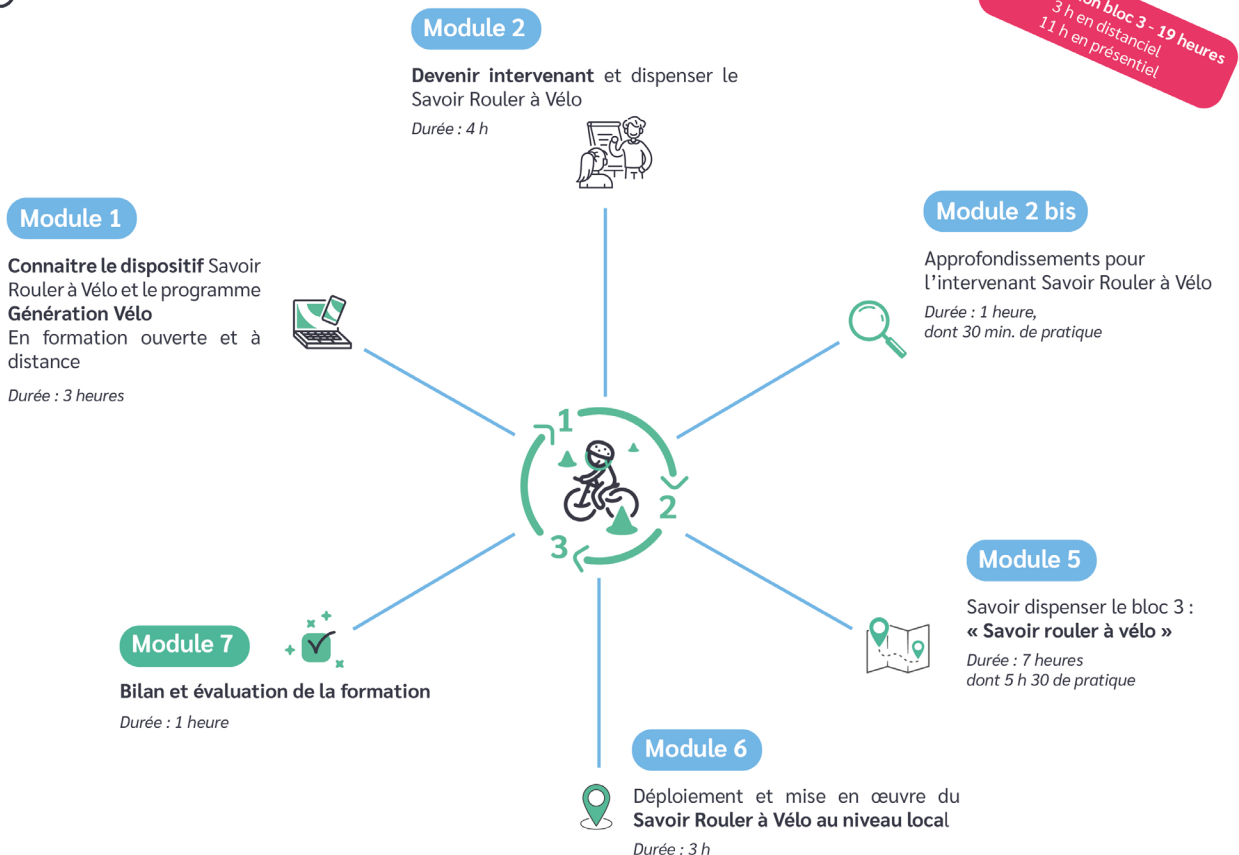 bloc 3 - 19 heures
3 h en distanciel
11 h en présentiel
Module 2
Devenir intervenant et dispenser le
Savoir Rouler à Vélo
Durée : 4 h
Module 1
Connaitre le dispositif Savoir
Rouler à Vélo et le programme
Génération Vélo
En formation ouverte et à
distance
Durée : 3 heures
Module 2 bis
Approfondissements pour
l'intervenant Savoir Rouler à Vélo
Durée : 1 heure,
dont 30 min. de pratique
1
2
3
Module 5
Savoir dispenser le bloc 3 :
« Savoir rouler à vélo »
Durée : 7 heures
dont 5 h 30 de pratique
Module 7
Bilan et évaluation de la formation
Durée : 1 heure
Module 6
Déploiement et mise en œuvre du
Savoir Rouler à Vélo au niveau local
Durée : 3 h